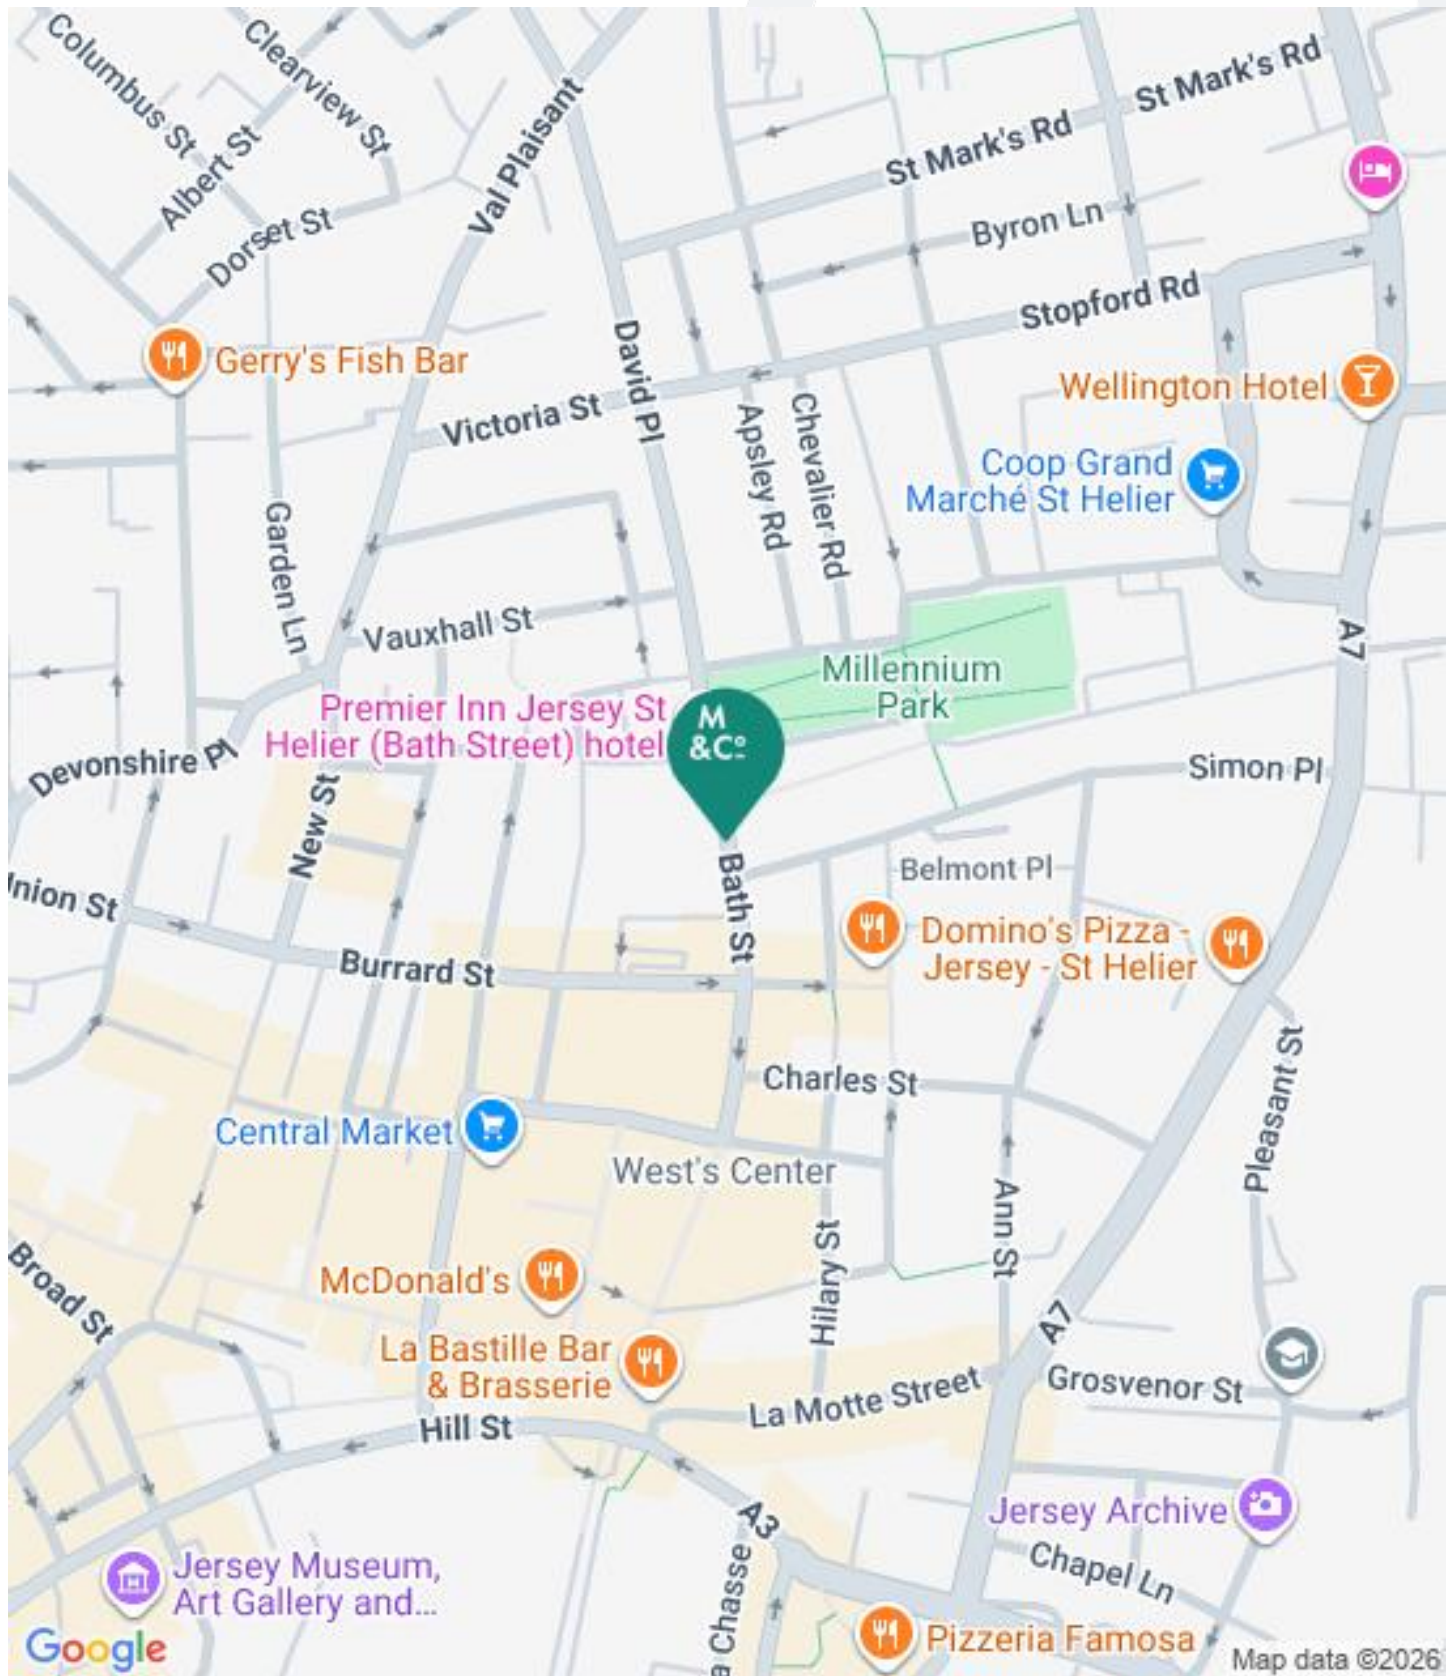 Columbus St
Clearview St
Albert St
Dorset St
Val Plaisant
St Mark's Rd
St Mark's Rd
Byron Ln
Stopford Rd
Gerry's Fish Bar
David Pl
Victoria St
Wellington Hotel
Apsley Rd
Chevalier Rd
Coop Grand
Marché St Helier
Garden Ln
Vauxhall St
A7
Millennium
Park
Premier Inn Jersey St
Helier (Bath Street) hotel
M
&Cº
Devonshire Pl
New St
Simon Pl
Bath St
Belmont Pl
St
Domino's Pizza -
Jersey - St Helier
Burrard St
Pleasant St
Charles St
Central Market
West's Center
Ann St
Hilary St
Broad St
McDonald's
La Bastille Bar
& Brasserie
A7
Grosvenor St
La Motte Street
Hill St
A3
Jersey Archive
Chapel Ln
Jersey Museum,
Art Gallery and...
Chasse
Pizzeria Famosa
Google
Map data ©2026